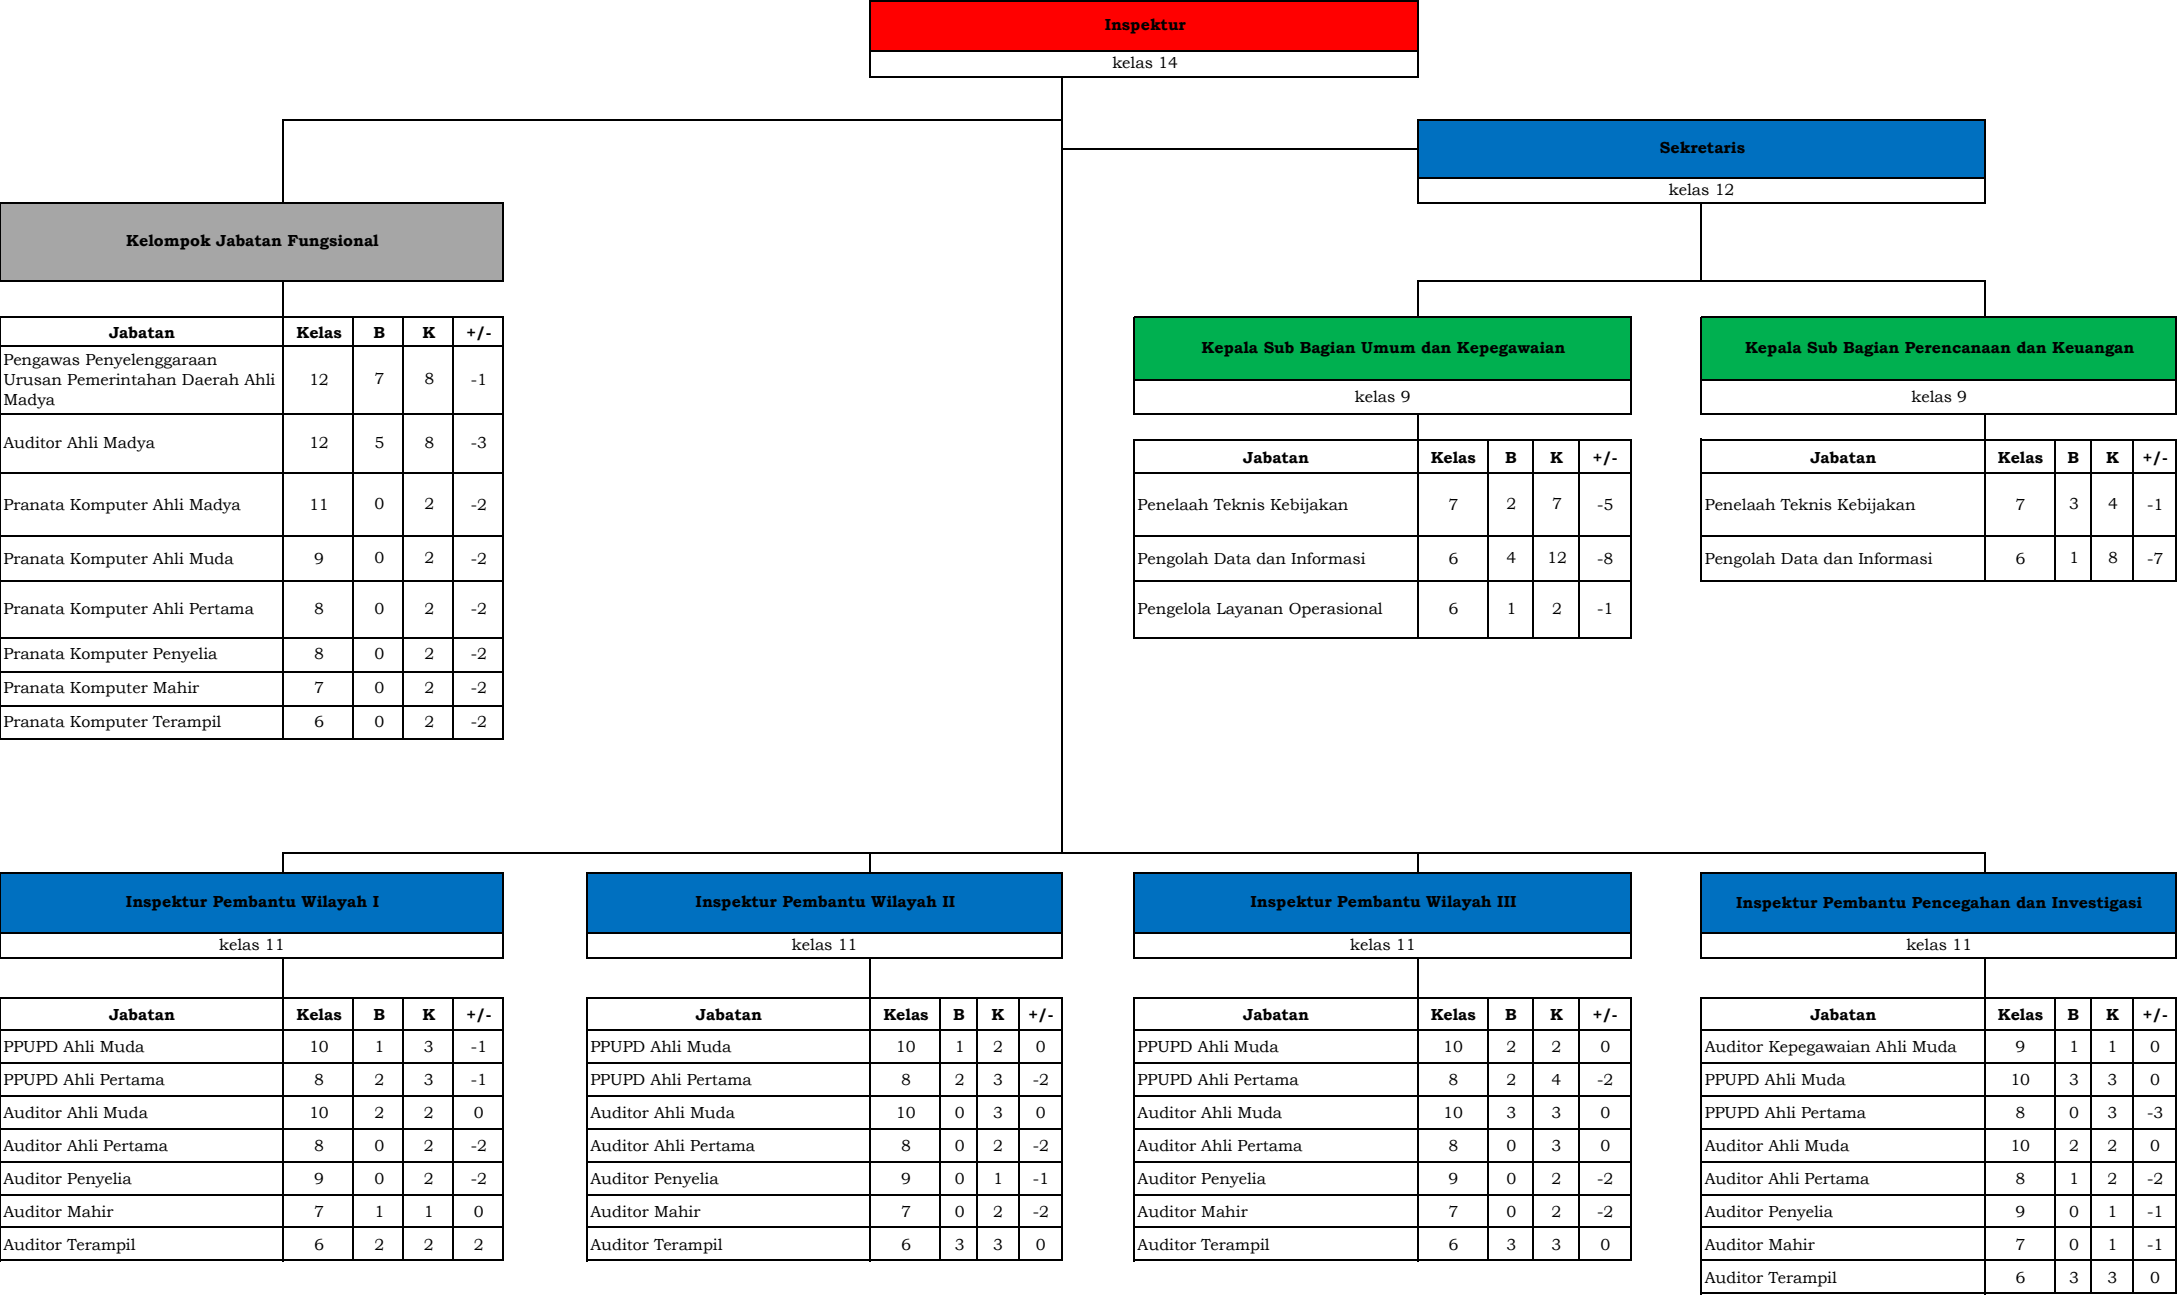 Inspektur
kelas 14
Sekretaris
kelas 12
Kelompok Jabatan Fungsional
Jabatan Kelas B K +/-
Pengawas Penyelenggaraan
Urusan Pemerintahan Daerah Ahli
Madya 12 7 8 -1
Auditor Ahli Madya 12 5 8 -3
Pranata Komputer Ahli Madya 11 0 2 -2
Pranata Komputer Ahli Muda 9 0 2 -2
Pranata Komputer Ahli Pertama 8 0 2 -2
Pranata Komputer Penyelia 8 0 2 -2
Pranata Komputer Mahir 7 0 2 -2
Pranata Komputer Terampil 6 0 2 -2
Kepala Sub Bagian Umum dan Kepegawaian
kelas 9
Jabatan Kelas B K +/-
Penelaah Teknis Kebijakan 7 2 7 -5
Pengolah Data dan Informasi 6 4 12 -8
Pengelola Layanan Operasional 6 1 2 -1
Kepala Sub Bagian Perencanaan dan Keuangan
kelas 9
Jabatan Kelas B K +/-
Penelaah Teknis Kebijakan 7 3 4 -1
Pengolah Data dan Informasi 6 1 8 -7
Inspektur Pembantu Wilayah I
kelas 11
Jabatan Kelas B K +/-
PPUPD Ahli Muda 10 1 3 -1
PPUPD Ahli Pertama 8 2 3 -1
Auditor Ahli Muda 10 2 2 0
Auditor Ahli Pertama 8 0 2 -2
Auditor Penyelia 9 0 2 -2
Auditor Mahir 7 1 1 0
Auditor Terampil 6 2 2 2
Inspektur Pembantu Wilayah II
kelas 11
Jabatan Kelas B K +/-
PPUPD Ahli Muda 10 1 2 0
PPUPD Ahli Pertama 8 2 3 -2
Auditor Ahli Muda 10 0 3 0
Auditor Ahli Pertama 8 0 2 -2
Auditor Penyelia 9 0 1 -1
Auditor Mahir 7 0 2 -2
Auditor Terampil 6 3 3 0
Inspektur Pembantu Wilayah III
kelas 11
Jabatan Kelas B K +/-
PPUPD Ahli Muda 10 2 2 0
PPUPD Ahli Pertama 8 2 4 -2
Auditor Ahli Muda 10 3 3 0
Auditor Ahli Pertama 8 0 3 0
Auditor Penyelia 9 0 2 -2
Auditor Mahir 7 0 2 -2
Auditor Terampil 6 3 3 0
Inspektur Pembantu Pencegahan dan Investigasi
kelas 11
Jabatan Kelas B K +/-
Auditor Kepegawaian Ahli Muda 9 1 1 0
PPUPD Ahli Muda 10 3 3 0
PPUPD Ahli Pertama 8 0 3 -3
Auditor Ahli Muda 10 2 2 0
Auditor Ahli Pertama 8 1 2 -2
Auditor Penyelia 9 0 1 -1
Auditor Mahir 7 0 1 -1
Auditor Terampil 6 3 3 0